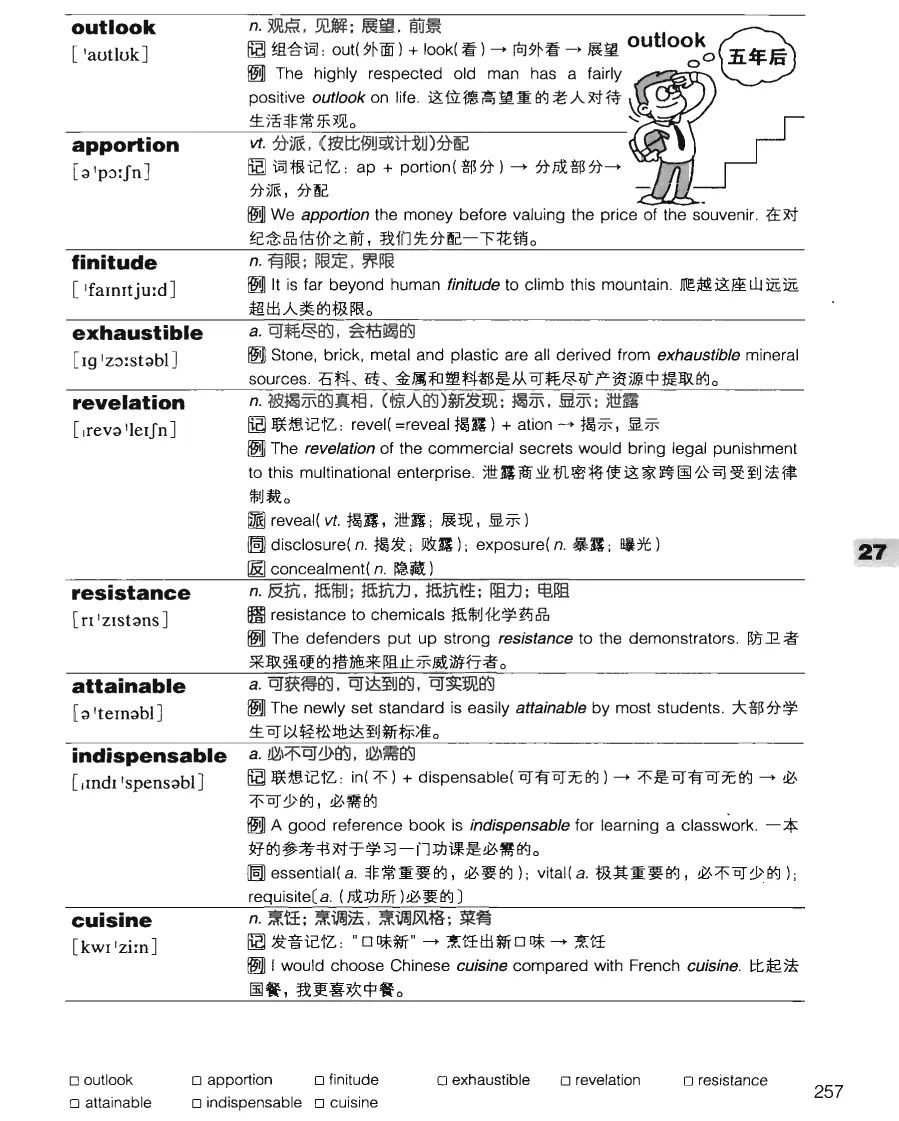 outlook
[ˈaʊtlʊk]
n. 观点，见解；展望，前景
记 组合词：out(外面) + look(看) → 向外看 → 展望
例 The highly respected old man has a fairly
positive outlook on life. 这位德高望重的老人对待
生活非常乐观。
outlook
五年后
apportion
[əˈpɔːʃn]
vt. 分派，(按比例或计划)分配
记 词根记忆：ap + portion(部分) → 分成部分→
分派，分配
例 We apportion the money before valuing the price of the souvenir. 在对
纪念品估价之前，我们先分配一下花销。
finitude
[ˈfaɪnɪtjuːd]
n. 有限；限定，界限
例 It is far beyond human finitude to climb this mountain. 爬越这座山远远
超出人类的极限。
exhaustible
[ɪɡˈzɔːstəbl]
a. 可耗尽的，会枯竭的
例 Stone, brick, metal and plastic are all derived from exhaustible mineral
sources. 石料、砖、金属和塑料都是从可耗尽矿产资源中提取的。
revelation
[ˌrevəˈleɪʃn]
n. 被揭示的真相，(惊人的)新发现；揭示，显示；泄露
记 联想记忆：revel(=reveal 揭露) + ation → 揭示，显示
例 The revelation of the commercial secrets would bring legal punishment
to this multinational enterprise. 泄露商业机密将使这家跨国公司受到法律
制裁。
派 reveal(vt. 揭露，泄露；展现，显示)
同 disclosure(n. 揭发；败露)；exposure(n. 暴露；曝光)
反 concealment(n. 隐藏)
resistance
[rɪˈzɪstəns]
n. 反抗，抵制；抵抗力，抵抗性；阻力；电阻
搭 resistance to chemicals 抵制化学药品
例 The defenders put up strong resistance to the demonstrators. 防卫者
采取强硬的措施来阻止示威游行者。
attainable
[əˈteɪnəbl]
a. 可获得的，可达到的，可实现的
例 The newly set standard is easily attainable by most students. 大部分学
生可以轻松地达到新标准。
indispensable
[ˌɪndɪˈspensəbl]
a. 必不可少的，必需的
记 联想记忆：in(不) + dispensable(可有可无的) → 不是可有可无的 → 必
不可少的，必需的
例 A good reference book is indispensable for learning a classwork. 一本
好的参考书对于学习一门功课是必需的。
同 essential(a. 非常重要的，必要的)；vital(a. 极其重要的，必不可少的)；
requisite〔a. (成功所)必要的〕
cuisine
[kwɪˈziːn]
n. 烹饪；烹调法，烹调风格；菜肴
记 发音记忆："口味新" → 烹饪出新口味 → 烹饪
例 I would choose Chinese cuisine compared with French cuisine. 比起法
国餐，我更喜欢中餐。
27
□ outlook □ apportion □ finitude □ exhaustible □ revelation □ resistance
□ attainable □ indispensable □ cuisine
257